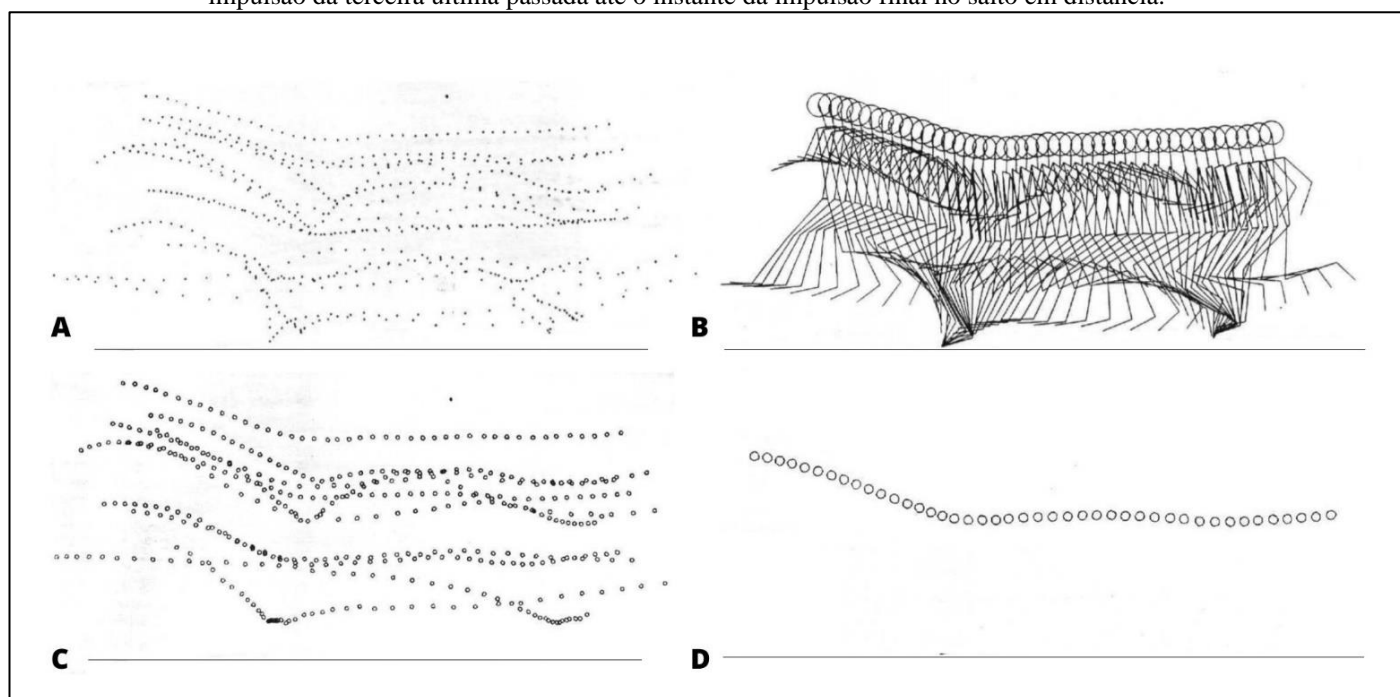 impulsão da terceira última passada até o instante da impulsão final no salto em distância.
A
B
C
D